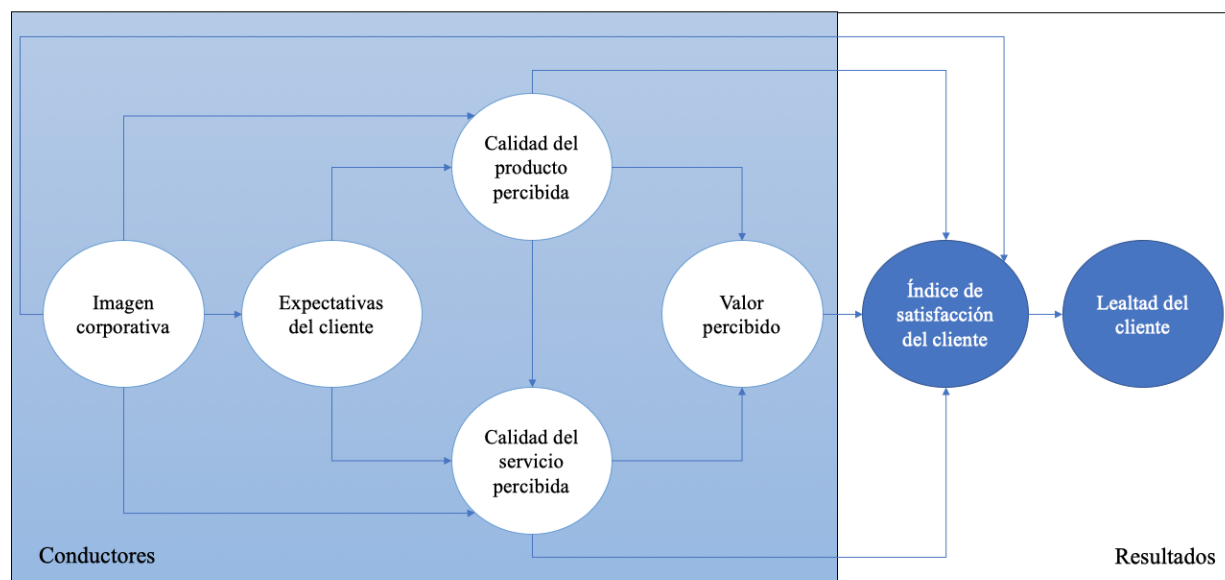 Calidad del
producto
percibida
Imagen
corporativa
Expectativas
del cliente
Valor
percibido
Índice de
satisfacción
del cliente
Lealtad del
cliente
Calidad del
servicio
percibida
Conductores
Resultados